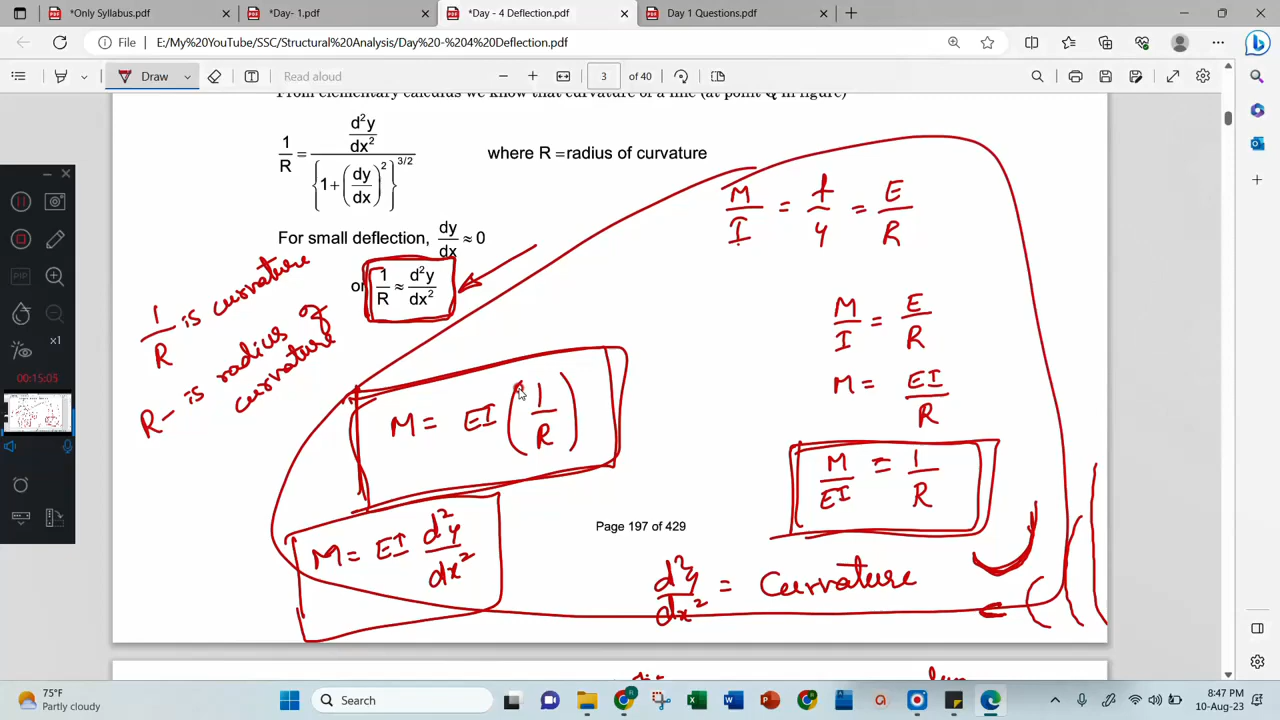 *Only Syllabus.pdf
*Day- 1.pdf
*Day - 4 Deflection.pdf
Day 1 Questions.pdf
File
E:/My%20YouTube/SSC/Structural%20Analysis/Day%20-%204%20Deflection.pdf
Draw
Read aloud
3 of 40
From elementary calculus we know that curvature of a line (at point Q in figure)
1/R = (d²y/dx²) / {1+(dy/dx)²}^3/2 where R =radius of curvature
For small deflection, dy/dx ≈ 0
or 1/R ≈ d²y/dx²
1/R is curvature
R- is radius of curvature
M/I = f/y = E/R
M/I = E/R
M = EI/R
M/EI = 1/R
M = EI (1/R)
M = EI d²y/dx²
Page 197 of 429
d²y/dx² = Curvature
PIP
x1
15:05
75°F
Partly cloudy
Search
8:47 PM
10-Aug-23